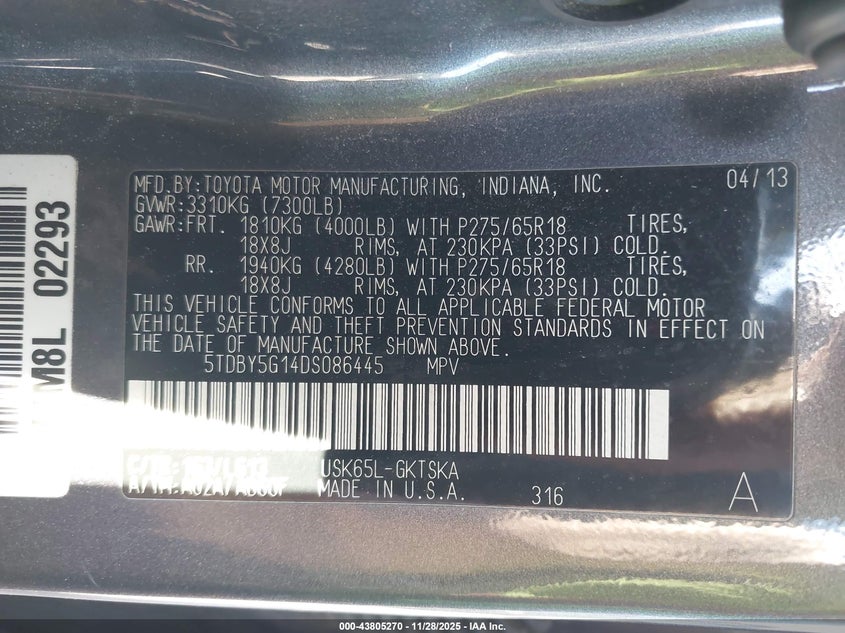 M8L 02293
MFD.BY:TOYOTA MOTOR MANUFACTURING, INDIANA, INC. 04/13
GVWR:3310KG (7300LB)
GAWR:FRT. 1810KG (4000LB) WITH P275/65R18 TIRES,
18X8J RIMS, AT 230KPA (33PSI) COLD.
RR. 1940KG (4280LB) WITH P275/65R18 TIRES,
18X8J RIMS, AT 230KPA (33PSI) COLD.
THIS VEHICLE CONFORMS TO ALL APPLICABLE FEDERAL MOTOR
VEHICLE SAFETY AND THEFT PREVENTION STANDARDS IN EFFECT ON
THE DATE OF MANUFACTURE SHOWN ABOVE.
5TDBY5G14DS086445 MPV
USK65L-GKTSKA
MADE IN U.S.A. 316 A
000-43805270 - 11/28/2025 - IAA Inc.